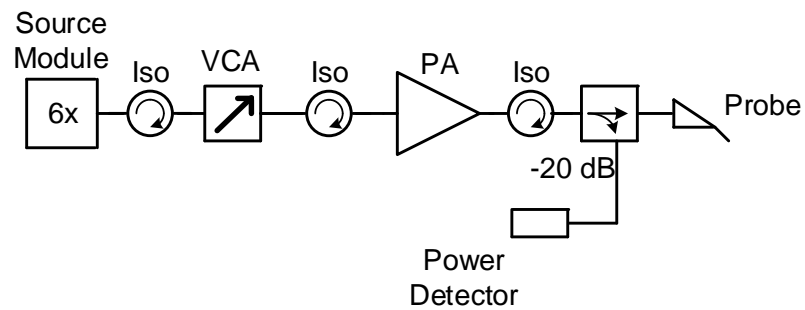 Source
Module
Iso
VCA
Iso
PA
Iso
6x
Probe
-20 dB
Power
Detector